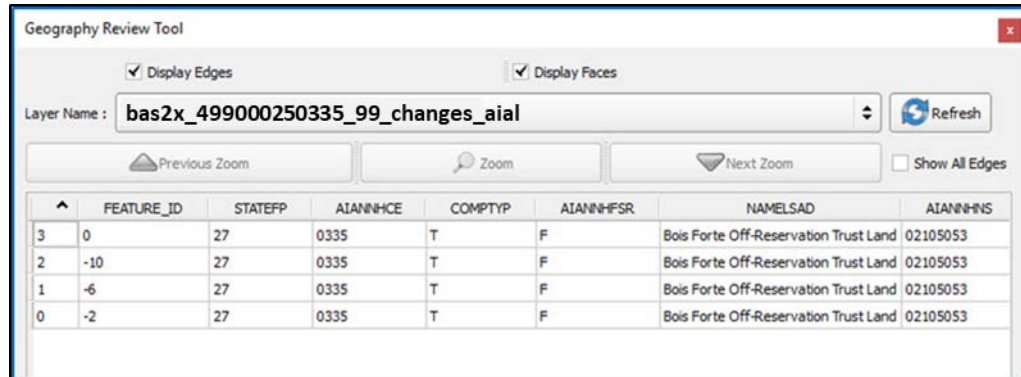 Geography Review Tool x
Display Edges Display Faces
Layer Name : bas2x_499000250335_99_changes_aial Refresh
Previous Zoom Zoom Next Zoom Show All Edges
FEATURE_ID STATEFP AIANNHCE COMPTYP AIANNHFSR NAMELSAD AIANNHNS
3 0 27 0335 T F Bois Forte Off-Reservation Trust Land 02105053
2 -10 27 0335 T F Bois Forte Off-Reservation Trust Land 02105053
1 -6 27 0335 T F Bois Forte Off-Reservation Trust Land 02105053
0 -2 27 0335 T F Bois Forte Off-Reservation Trust Land 02105053